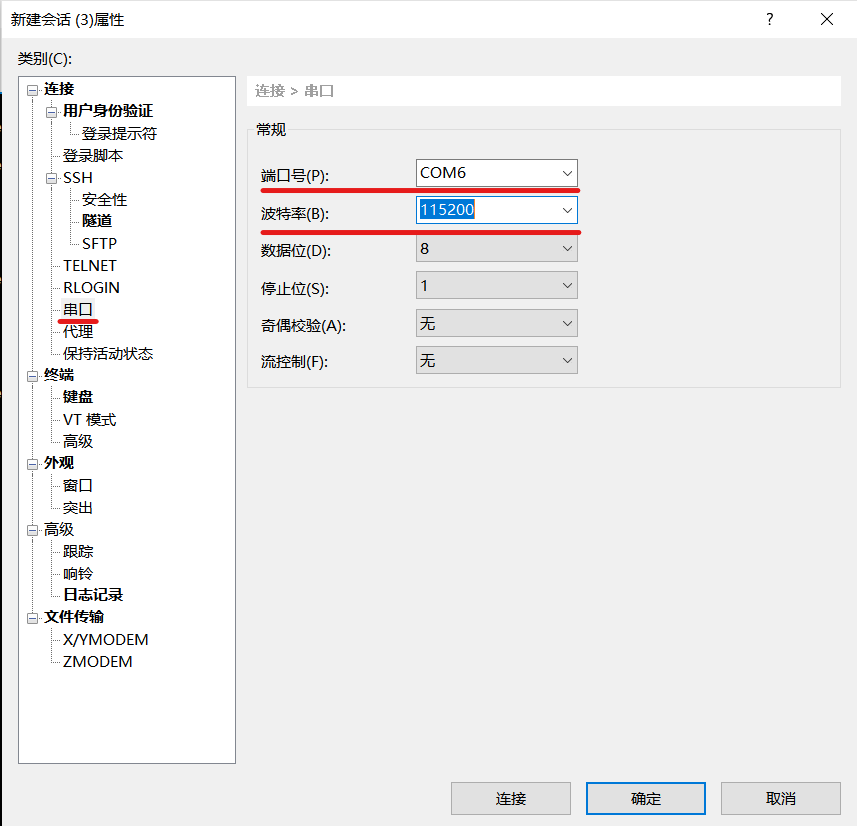 新建会话 (3)属性
类别(C):
连接
用户身份验证
登录提示符
登录脚本
SSH
安全性
隧道
SFTP
TELNET
RLOGIN
串口
代理
保持活动状态
终端
键盘
VT 模式
高级
外观
窗口
突出
高级
跟踪
响铃
日志记录
文件传输
X/YMODEM
ZMODEM
连接 > 串口
常规
端口号(P): COM6
波特率(B): 115200
数据位(D): 8
停止位(S): 1
奇偶校验(A): 无
流控制(F): 无
连接 确定 取消